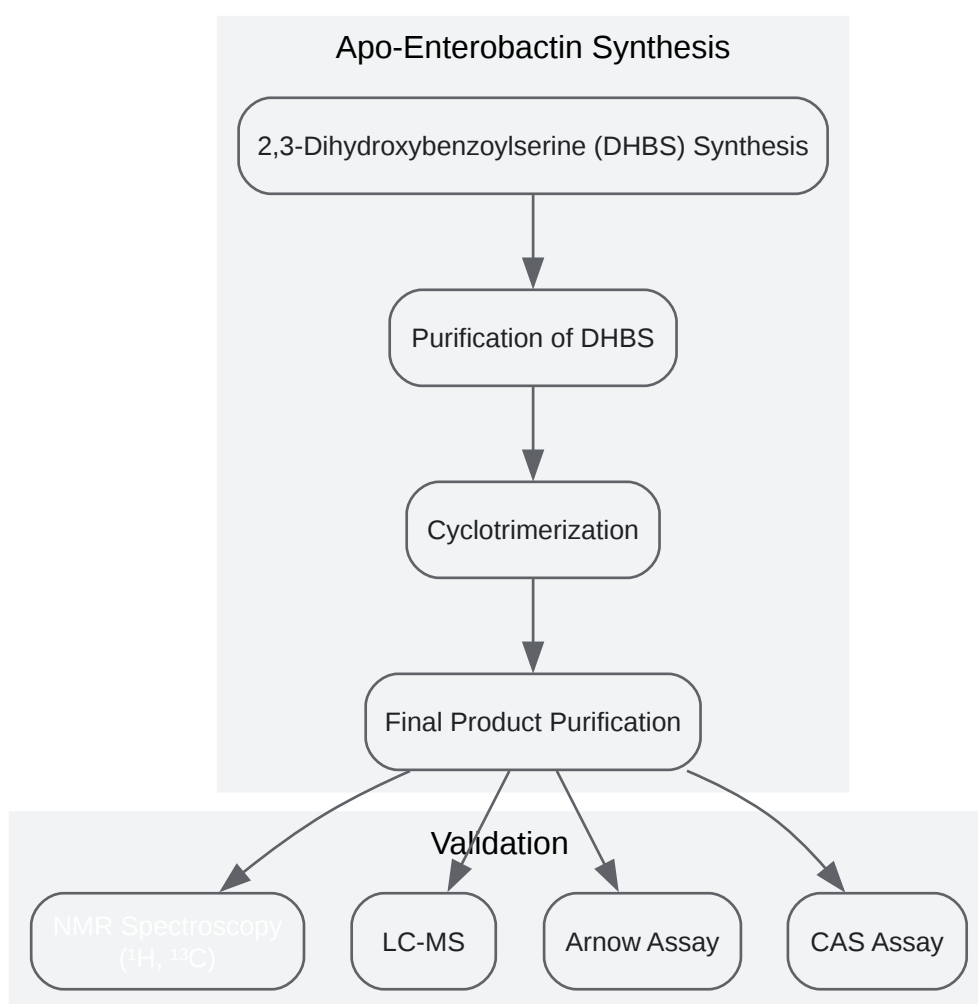 Apo-Enterobactin Synthesis
2,3-Dihydroxybenzoylserine (DHBS) Synthesis
Purification of DHBS
Cyclotrimerization
Final Product Purification
Validation
NMR Spectroscopy
(¹H, ¹³C)
LC-MS
Arnow Assay
CAS Assay